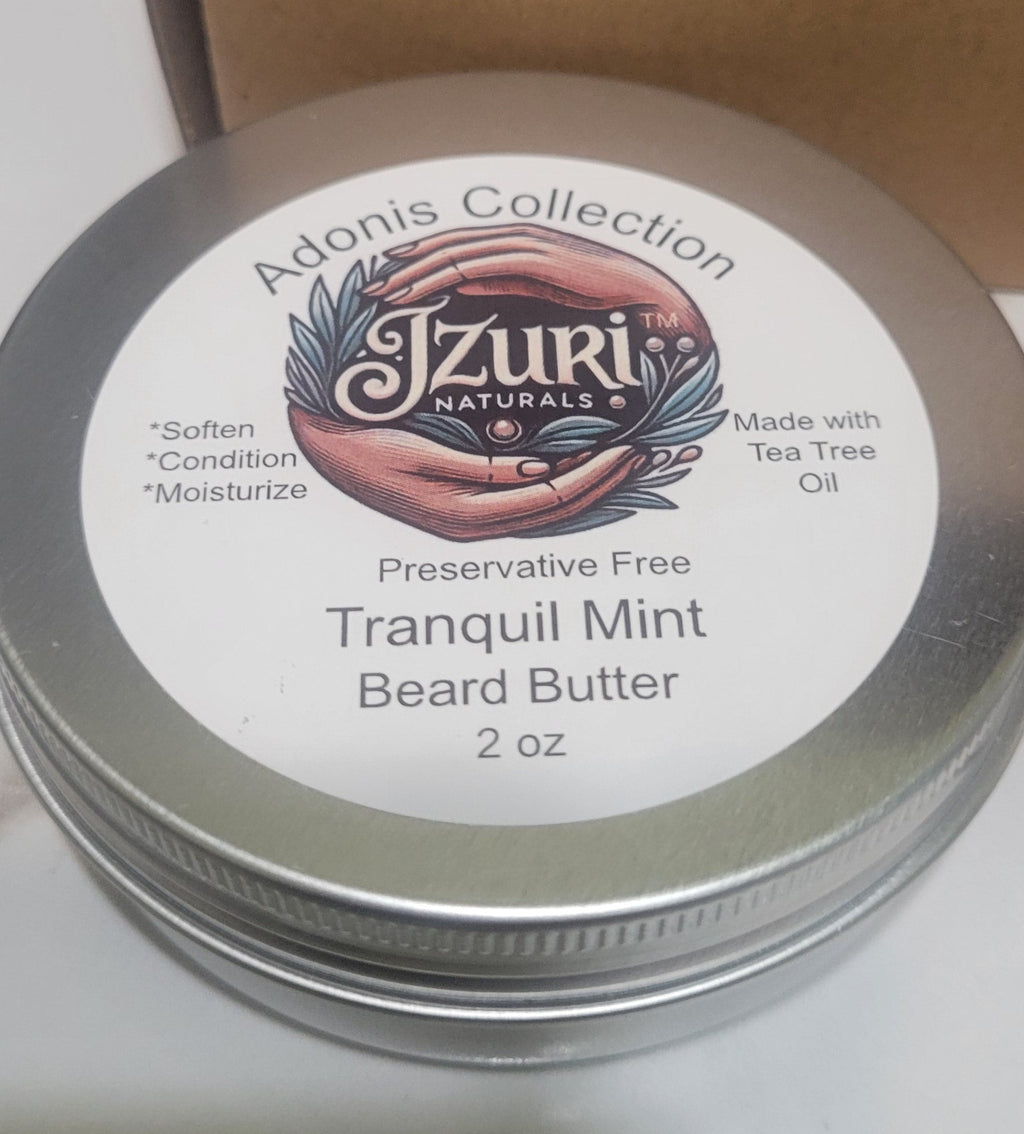 Adonis Collection
Izuri™
NATURALS
*Soften
*Condition
*Moisturize
Made with
Tea Tree
Oil
Preservative Free
Tranquil Mint
Beard Butter
2 oz